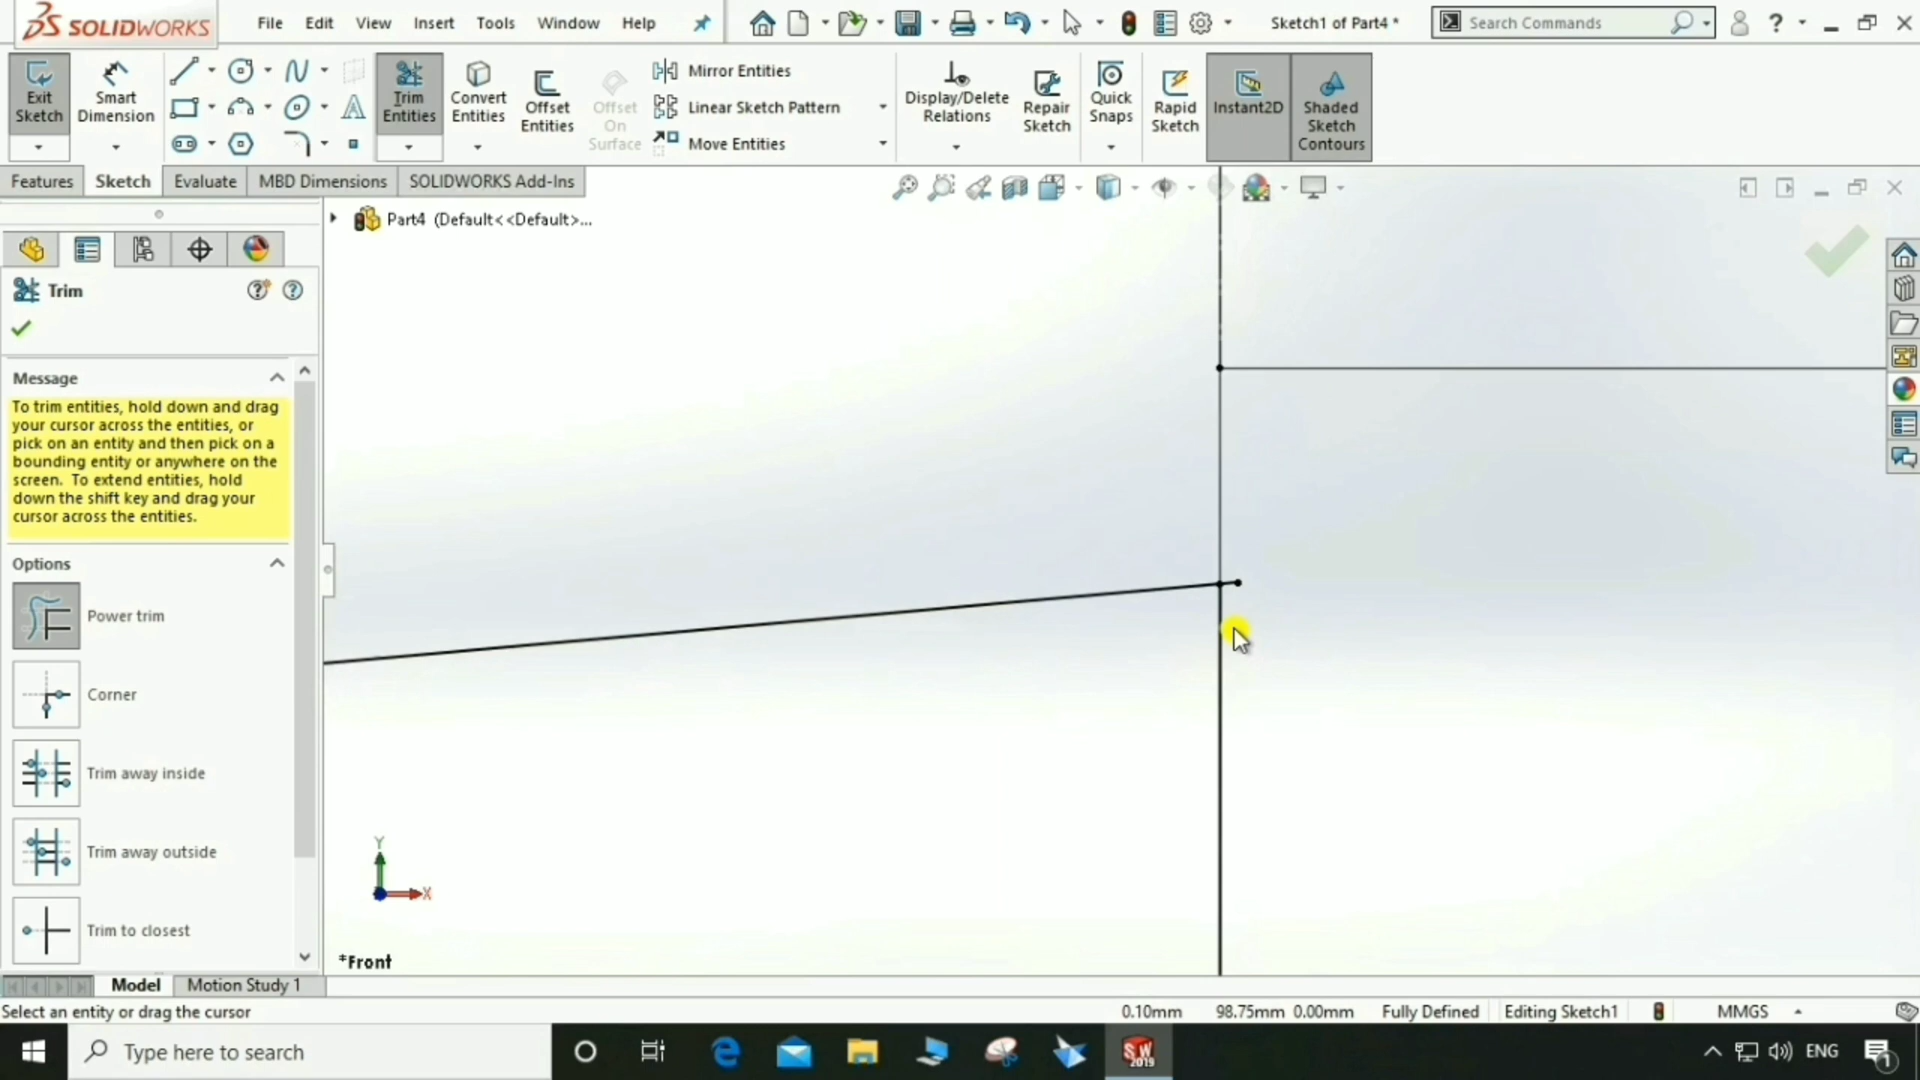 SOLIDWORKS File Edit View Insert Tools Window Help Sketch1 of Part4 * Search Commands ?
Exit Sketch
Smart Dimension
Trim Entities
Convert Entities
Offset Entities
Offset On Surface
Mirror Entities
Linear Sketch Pattern
Move Entities
Display/Delete Relations
Repair Sketch
Quick Snaps
Rapid Sketch
Instant2D
Shaded Sketch Contours
Features Sketch Evaluate MBD Dimensions SOLIDWORKS Add-Ins
Part4 (Default<<Default>...
Trim
Message
To trim entities, hold down and drag
your cursor across the entities, or
pick on an entity and then pick on a
bounding entity or anywhere on the
screen. To extend entities, hold
down the shift key and drag your
cursor across the entities.
Options
Power trim
Corner
Trim away inside
Trim away outside
Trim to closest
Y
X
*Front
Model Motion Study 1
Select an entity or drag the cursor 0.10mm 98.75mm 0.00mm Fully Defined Editing Sketch1 MMGS
Type here to search SW 2019 ENG 1